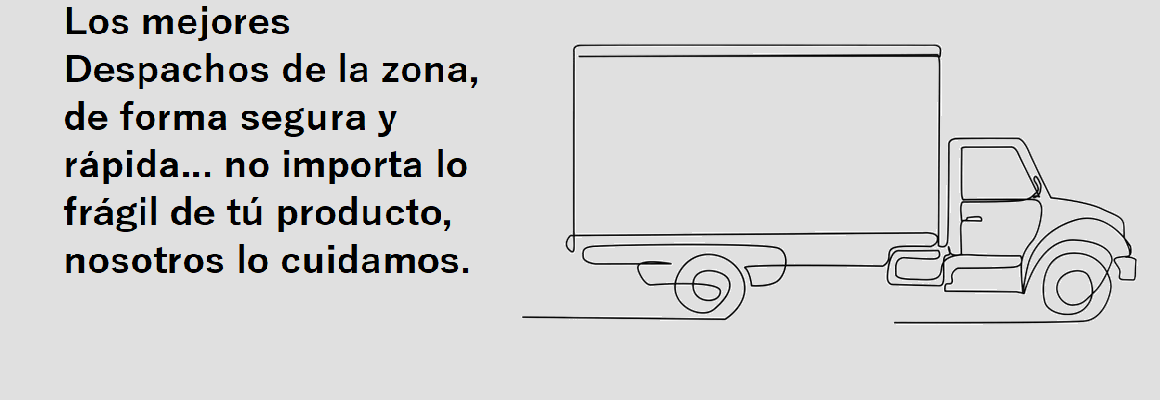 Los mejores
Despachos de la zona,
de forma segura y
rápida... no importa lo
frágil de tú producto,
nosotros lo cuidamos.